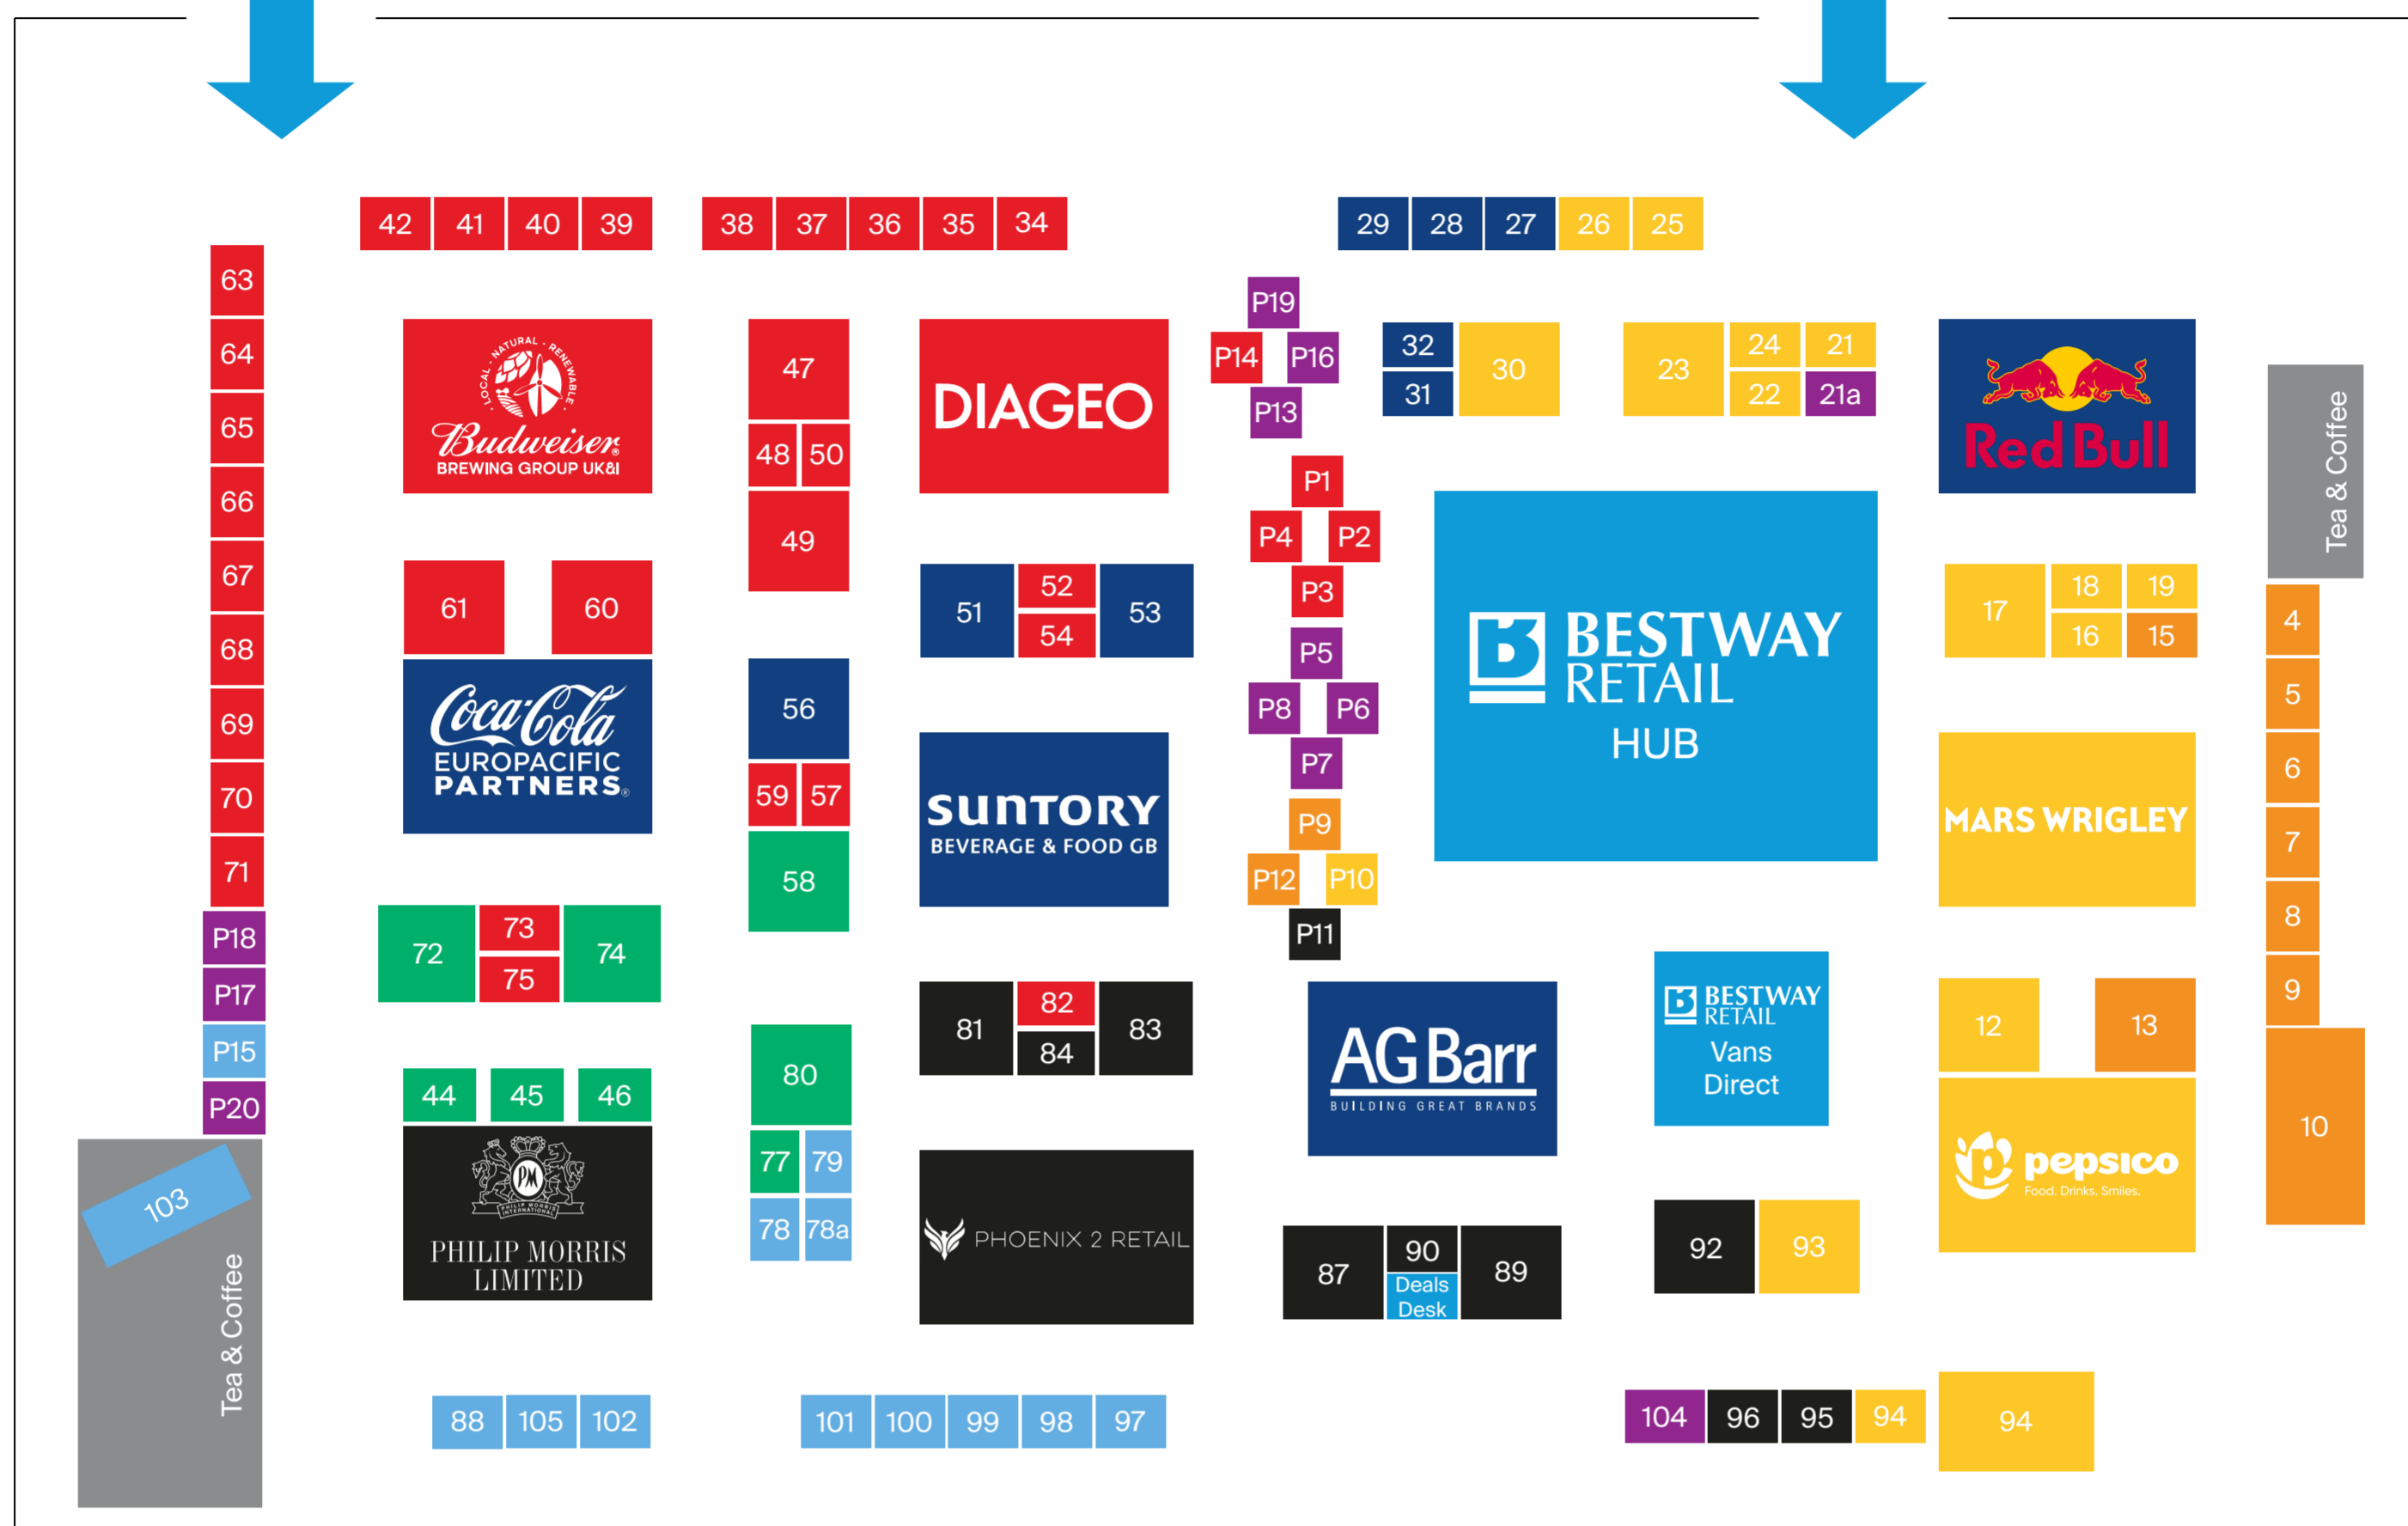 42 41 40 39
38 37 36 35 34
29 28 27 26 25
63
64
65
66
67
68
69
70
71
P18
P17
P15
P20
103
Tea & Coffee
LOCAL · NATURAL · RENEWABLE
Budweiser®
BREWING GROUP UK&I
61 60
Coca-Cola
EUROPACIFIC
PARTNERS®
72 73 74
75
44 45 46
PHILIP MORRIS
INTERNATIONAL
PM
PHILIP MORRIS
LIMITED
88 105 102
47
48 50
49
56
59 57
58
80
77 79
78 78a
101 100 99 98 97
DIAGEO
51 52 53
54
SUNTORY
BEVERAGE & FOOD GB
81 82 83
84
PHOENIX 2 RETAIL
P19
P14 P16
P13
P1
P4 P2
P3
P5
P8 P6
P7
P9
P12 P10
P11
32 30
31
23 24 21
22 21a
BESTWAY
RETAIL
HUB
AG Barr
BUILDING GREAT BRANDS
BESTWAY
RETAIL
Vans
Direct
87 90 89
Deals
Desk
92 93
104 96 95 94 94
Red Bull
17 18 19
16 15
MARS WRIGLEY
12 13
pepsico
Food. Drinks. Smiles.
Tea & Coffee
4
5
6
7
8
9
10